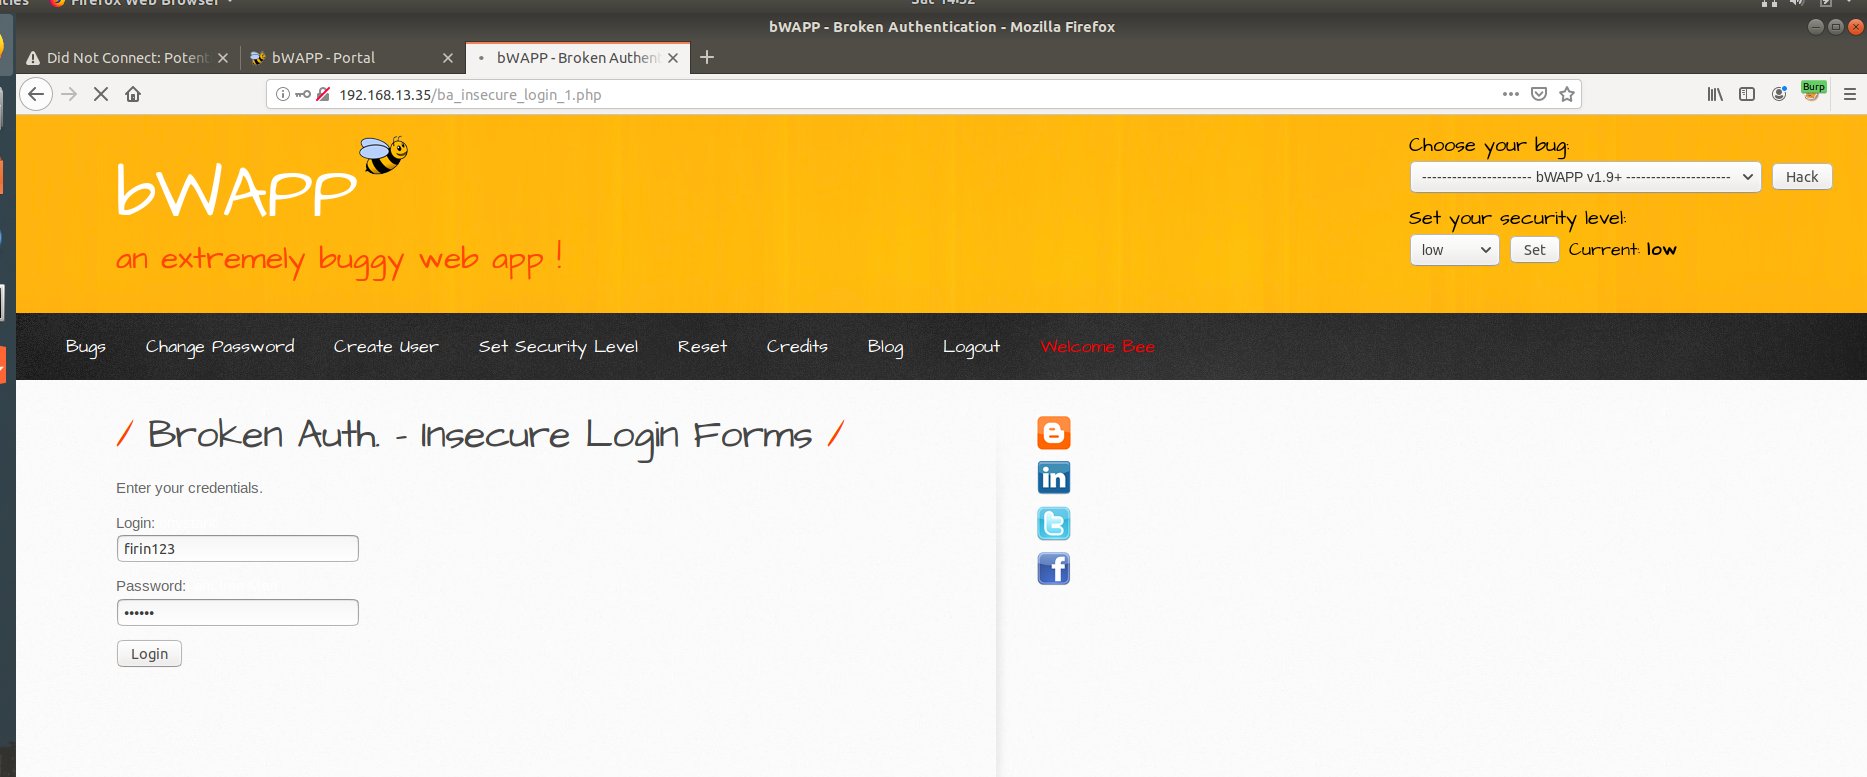 Firefox Web Browser
Sat 14:52
bWAPP - Broken Authentication - Mozilla Firefox
Did Not Connect: Potent
bWAPP - Portal
bWAPP - Broken Authent
192.168.13.35/ba_insecure_login_1.php
Burp
bWAPP
an extremely buggy web app !
Choose your bug:
---------------------- bWAPP v1.9+ ---------------------
Hack
Set your security level:
low
Set
Current: low
Bugs
Change Password
Create User
Set Security Level
Reset
Credits
Blog
Logout
Welcome Bee
/ Broken Auth. - Insecure Login Forms /
Enter your credentials.
Login:
firin123
Password:
••••••
Login